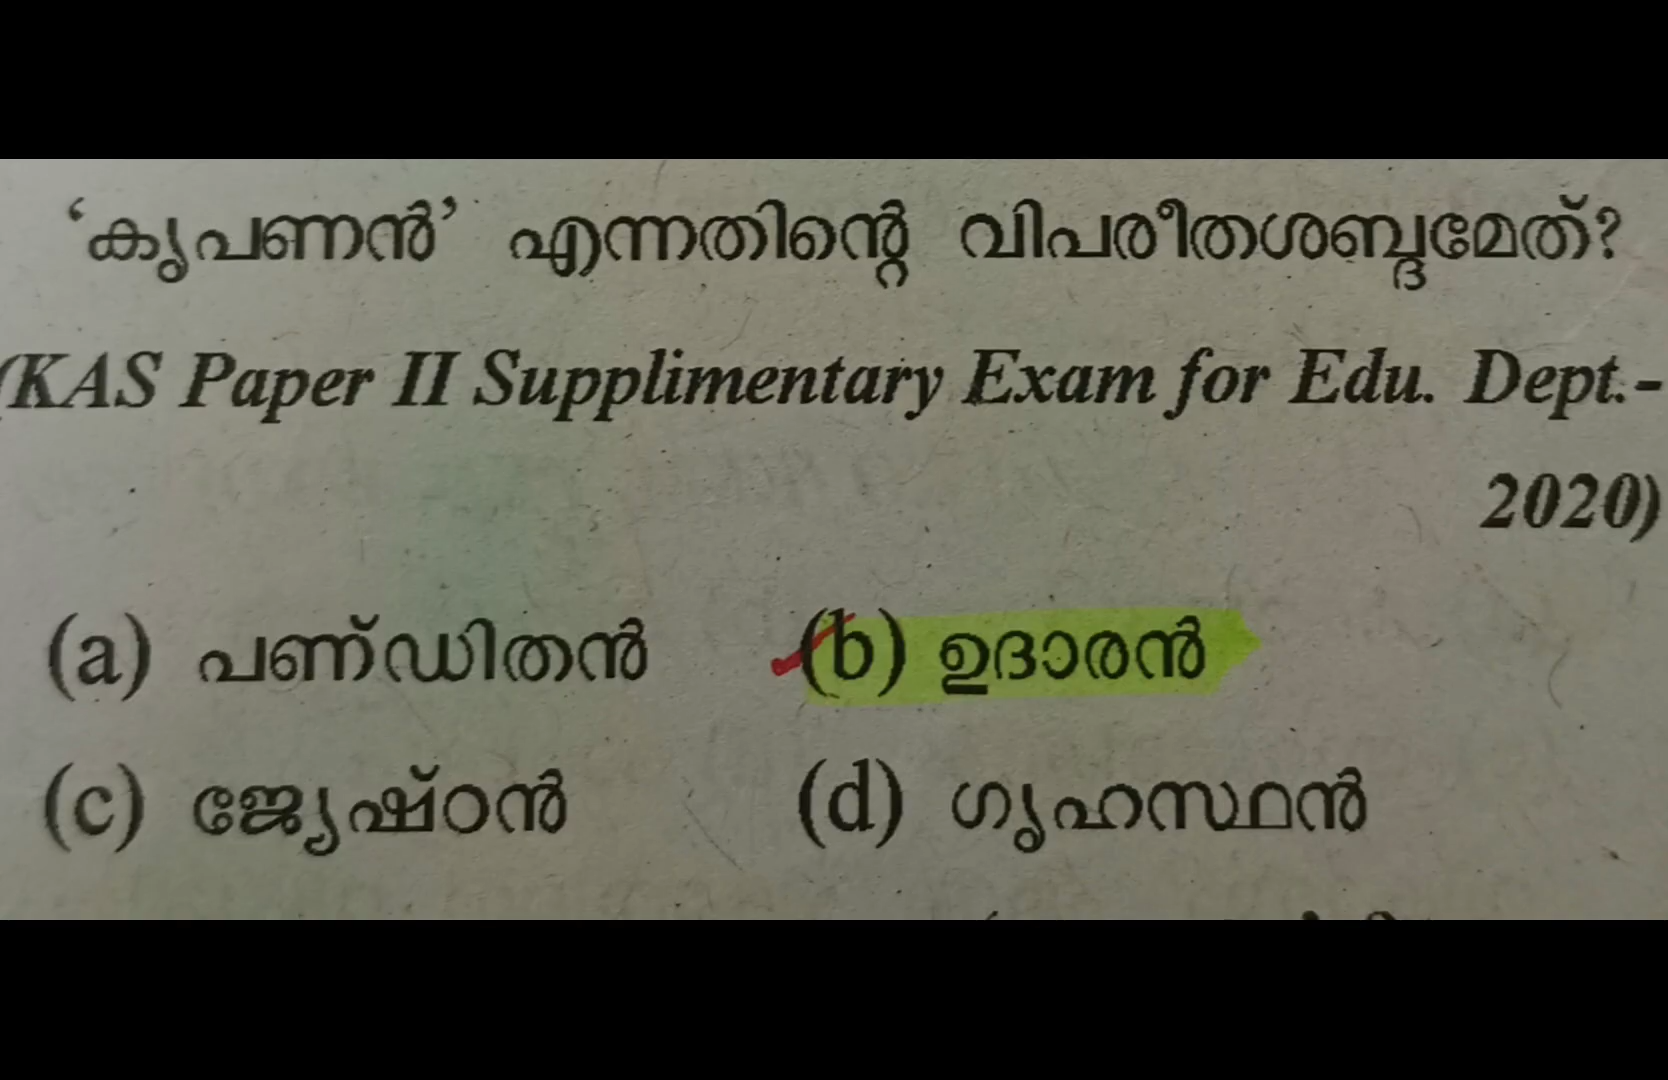 ‘കൃപണൻ’ എന്നതിന്റെ വിപരീതശബ്ദമേത്?
(KAS Paper II Supplimentary Exam for Edu. Dept.-
2020)
(a) പണ്ഡിതൻ (b) ഉദാരൻ
(c) ജ്യേഷ്ഠൻ (d) ഗൃഹസ്ഥൻ